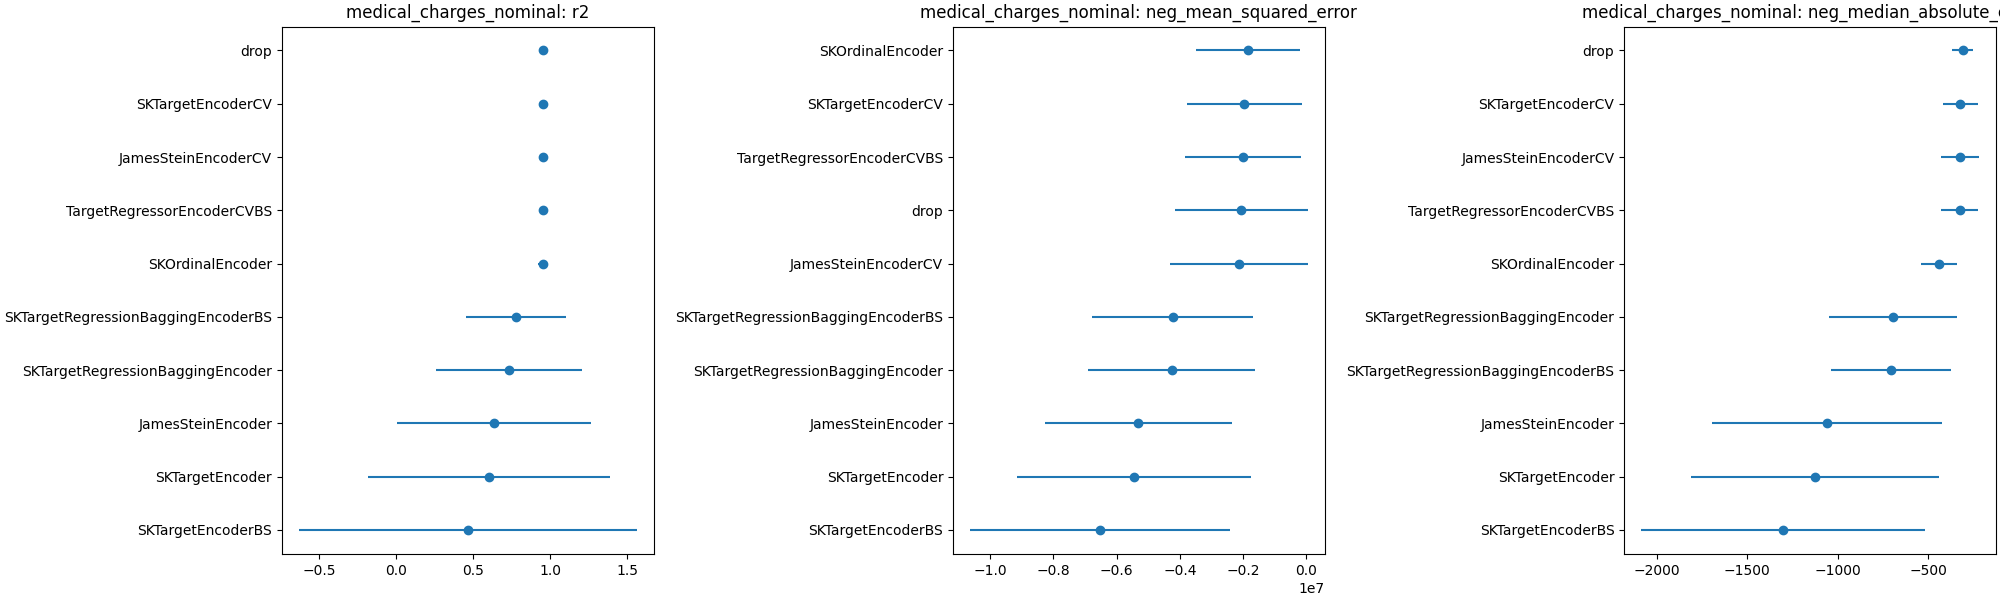 medical_charges_nominal: r2
drop
SKTargetEncoderCV
JamesSteinEncoderCV
TargetRegressorEncoderCVBS
SKOrdinalEncoder
SKTargetRegressionBaggingEncoderBS
SKTargetRegressionBaggingEncoder
JamesSteinEncoder
SKTargetEncoder
SKTargetEncoderBS
−0.5 0.0 0.5 1.0 1.5
medical_charges_nominal: neg_mean_squared_error
SKOrdinalEncoder
SKTargetEncoderCV
TargetRegressorEncoderCVBS
drop
JamesSteinEncoderCV
SKTargetRegressionBaggingEncoderBS
SKTargetRegressionBaggingEncoder
JamesSteinEncoder
SKTargetEncoder
SKTargetEncoderBS
−1.0 −0.8 −0.6 −0.4 −0.2 0.0
1e7
medical_charges_nominal: neg_median_absolute_
drop
SKTargetEncoderCV
JamesSteinEncoderCV
TargetRegressorEncoderCVBS
SKOrdinalEncoder
SKTargetRegressionBaggingEncoder
SKTargetRegressionBaggingEncoderBS
JamesSteinEncoder
SKTargetEncoder
SKTargetEncoderBS
−2000 −1500 −1000 −500